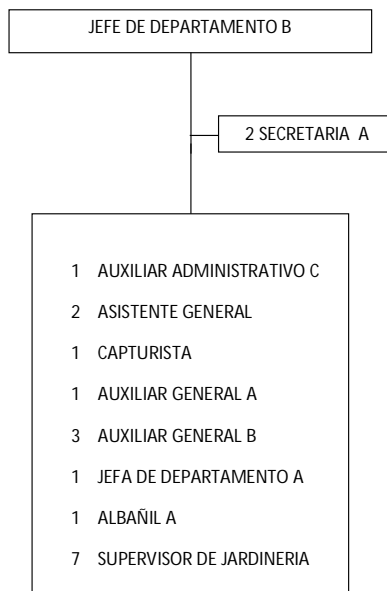 JEFE DE DEPARTAMENTO B
2 SECRETARIA A
1 AUXILIAR ADMINISTRATIVO C
2 ASISTENTE GENERAL
1 CAPTURISTA
1 AUXILIAR GENERAL A
3 AUXILIAR GENERAL B
1 JEFA DE DEPARTAMENTO A
1 ALBAÑIL A
7 SUPERVISOR DE JARDINERIA